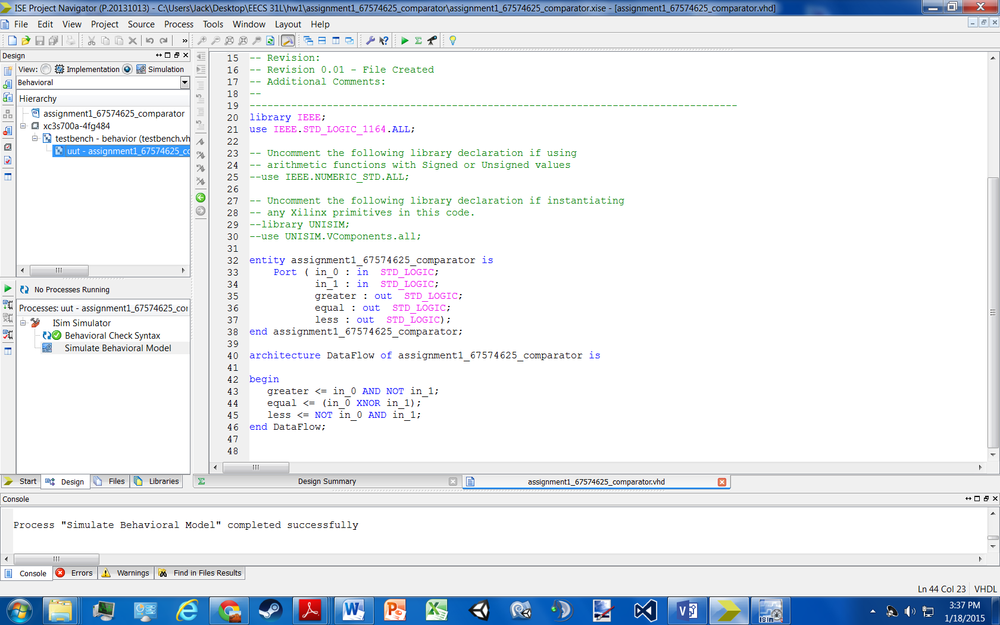 ISE Project Navigator (P.20131013) - C:\Users\Jack\Desktop\EECS 31L\hw1\assignment1_67574625_comparator\assignment1_67574625_comparator.xise - [assignment1_67574625_comparator.vhd]
File Edit View Project Source Process Tools Window Layout Help
Design
View: Implementation Simulation
Behavioral
Hierarchy
assignment1_67574625_comparator
xc3s700a-4fg484
testbench - behavior (testbench.vh
uut - assignment1_67574625_co
No Processes Running
Processes: uut - assignment1_67574625_cor
ISim Simulator
Behavioral Check Syntax
Simulate Behavioral Model
Start Design Files Libraries
15 -- Revision:
16 -- Revision 0.01 - File Created
17 -- Additional Comments:
18 --
19 ----------------------------------------------------------------------------------
20 library IEEE;
21 use IEEE.STD_LOGIC_1164.ALL;
22
23 -- Uncomment the following library declaration if using
24 -- arithmetic functions with Signed or Unsigned values
25 --use IEEE.NUMERIC_STD.ALL;
26
27 -- Uncomment the following library declaration if instantiating
28 -- any Xilinx primitives in this code.
29 --library UNISIM;
30 --use UNISIM.VComponents.all;
31
32 entity assignment1_67574625_comparator is
33 Port ( in_0 : in STD_LOGIC;
34 in_1 : in STD_LOGIC;
35 greater : out STD_LOGIC;
36 equal : out STD_LOGIC;
37 less : out STD_LOGIC);
38 end assignment1_67574625_comparator;
39
40 architecture DataFlow of assignment1_67574625_comparator is
41
42 begin
43 greater <= in_0 AND NOT in_1;
44 equal <= (in_0 XNOR in_1);
45 less <= NOT in_0 AND in_1;
46 end DataFlow;
47
48
Design Summary assignment1_67574625_comparator.vhd
Console
Process "Simulate Behavioral Model" completed successfully
Console Errors Warnings Find in Files Results
Ln 44 Col 23 VHDL
ISim
3:37 PM
1/18/2015